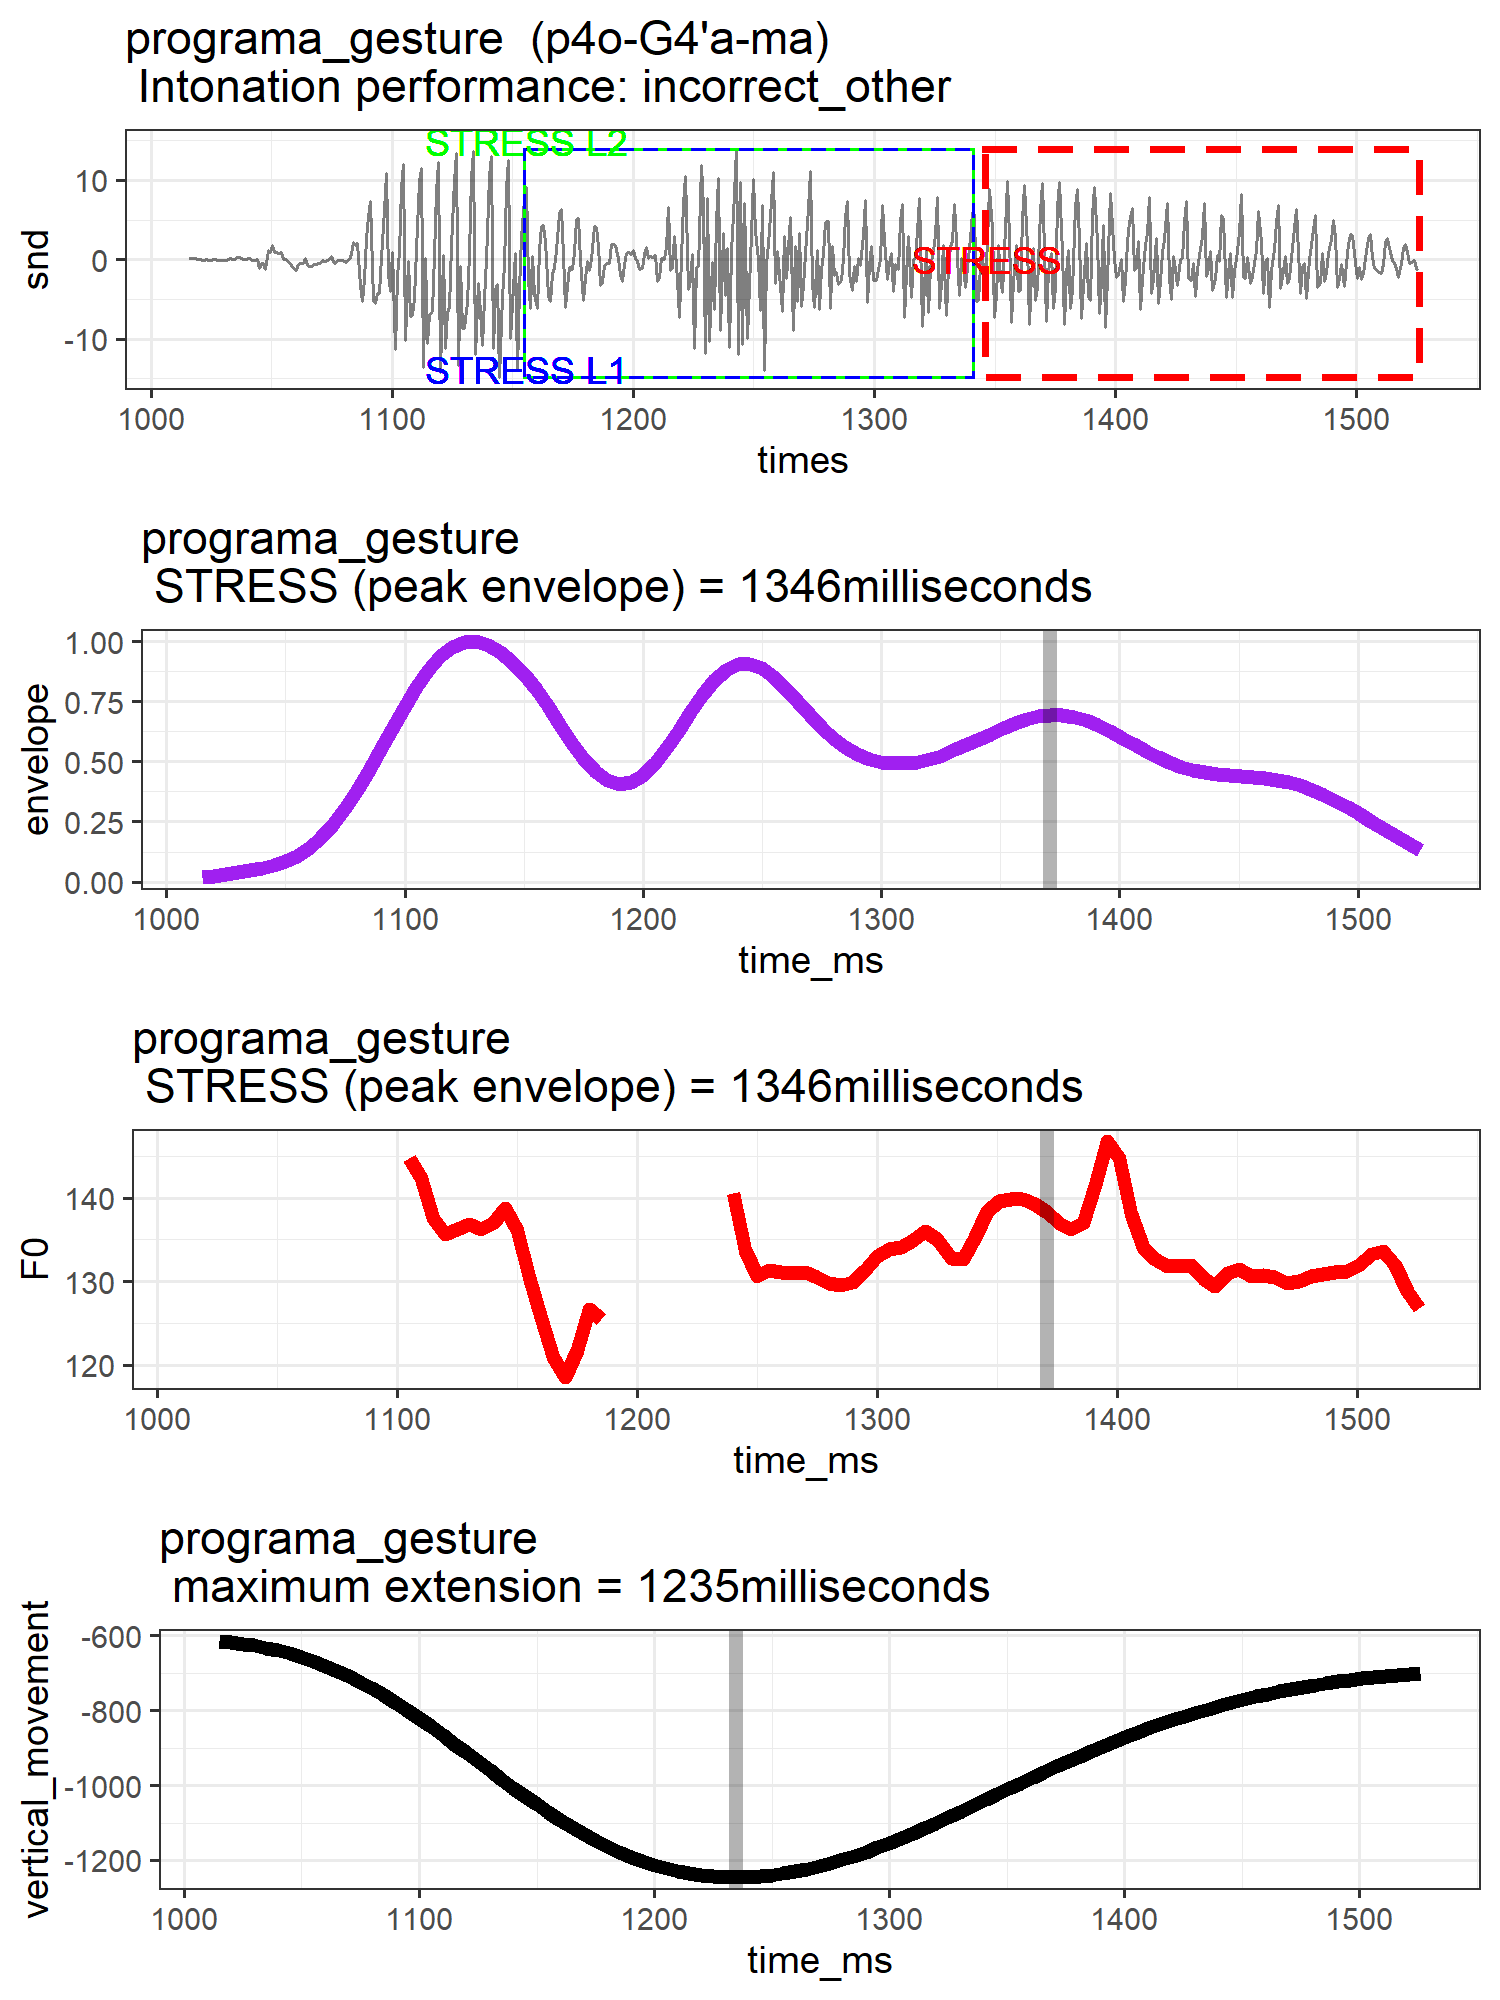 programa_gesture  (p4o-G4'a-ma)
Intonation performance: incorrect_other
STRESS L2
STRESS
STRESS L1
snd
10
0
-10
1000 1100 1200 1300 1400 1500
times
programa_gesture
STRESS (peak envelope) = 1346milliseconds
envelope
1.00
0.75
0.50
0.25
0.00
1000 1100 1200 1300 1400 1500
time_ms
programa_gesture
STRESS (peak envelope) = 1346milliseconds
F0
140
130
120
1000 1100 1200 1300 1400 1500
time_ms
programa_gesture
maximum extension = 1235milliseconds
vertical_movement
-600
-800
-1000
-1200
1000 1100 1200 1300 1400 1500
time_ms